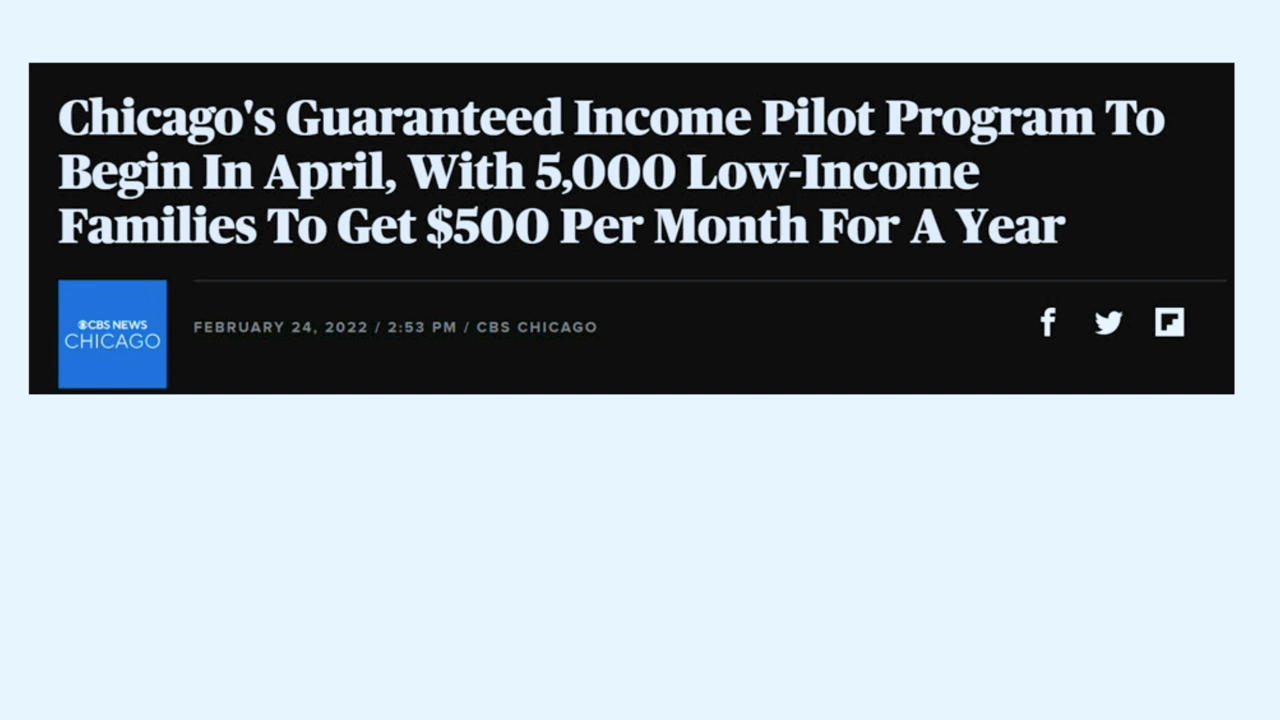 Chicago's Guaranteed Income Pilot Program To
Begin In April, With 5,000 Low-Income
Families To Get $500 Per Month For A Year
CBS NEWS
CHICAGO
FEBRUARY 24, 2022 / 2:53 PM / CBS CHICAGO